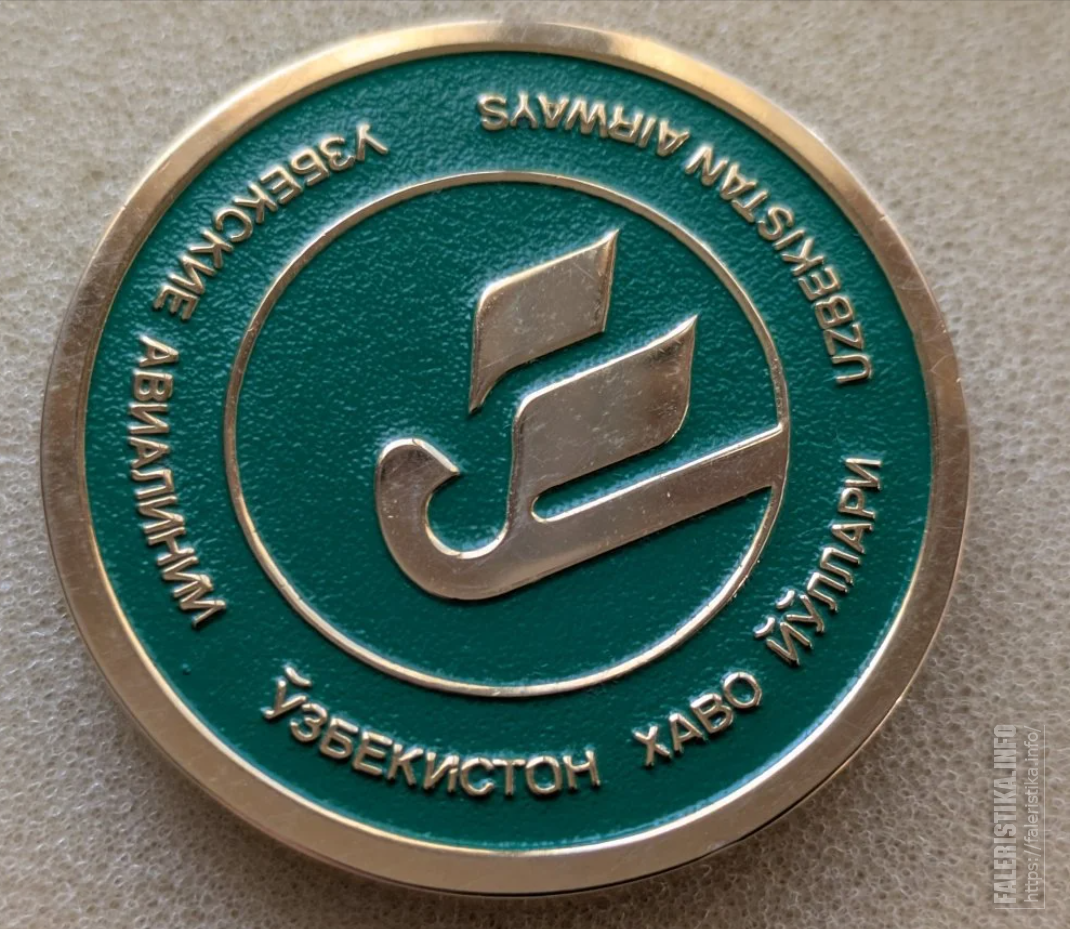 ЎЗБЕКИСТОН ХАВО ЙЎЛЛАРИ
UZBEKISTAN AIRWAYS
УЗБЕКСКИЕ АВИАЛИНИИ
FALERISTIKA.INFO
https://faleristika.info/